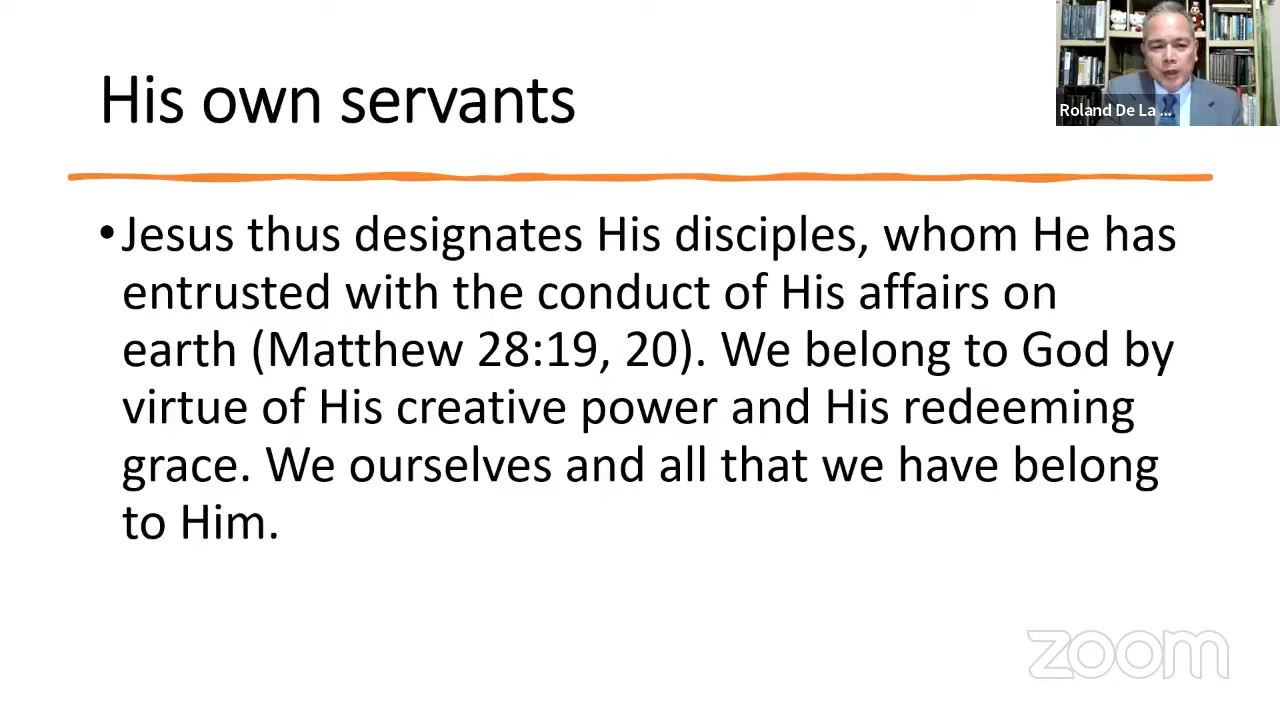 His own servants
Roland De La ...
•Jesus thus designates His disciples, whom He has
entrusted with the conduct of His affairs on
earth (Matthew 28:19, 20). We belong to God by
virtue of His creative power and His redeeming
grace. We ourselves and all that we have belong
to Him.
zoom